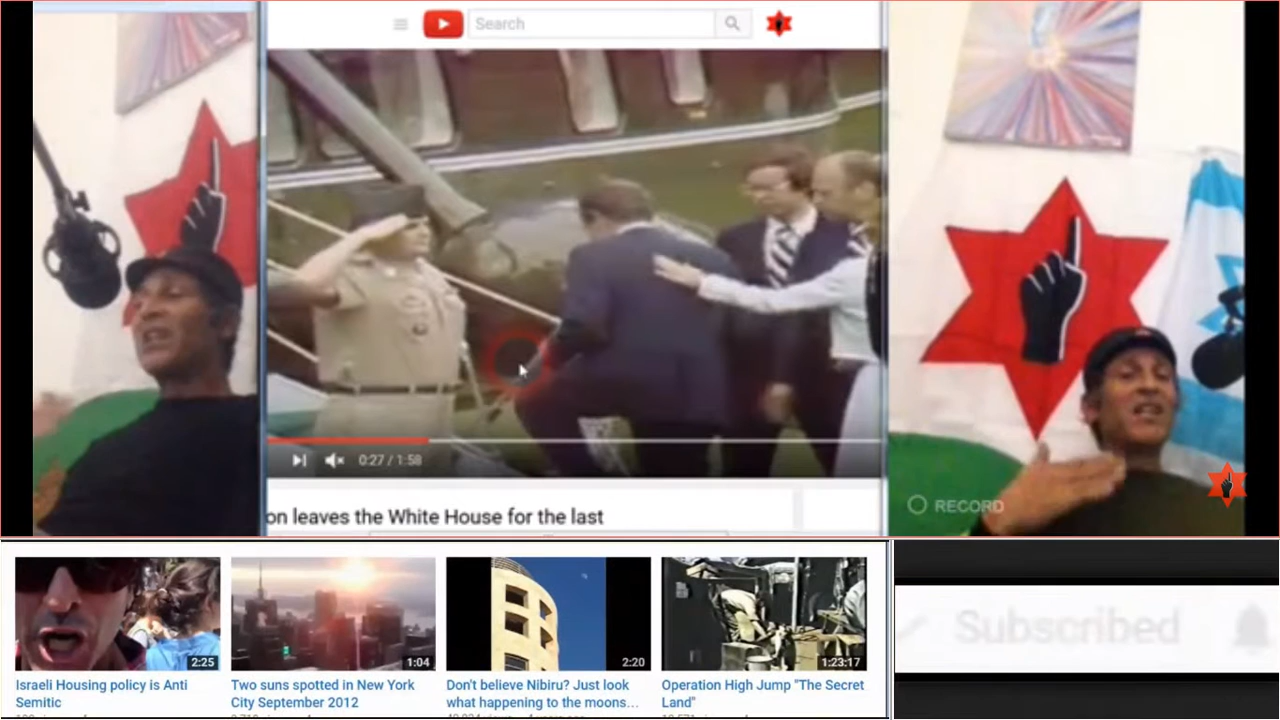 Search
0:27 / 1:58
RECORD
on leaves the White House for the last
2:25
1:04
2:20
1:23:17
Israeli Housing policy is Anti
Semitic
Two suns spotted in New York
City September 2012
Don't believe Nibiru? Just look
what happening to the moons...
Operation High Jump "The Secret
Land"
Subscribed